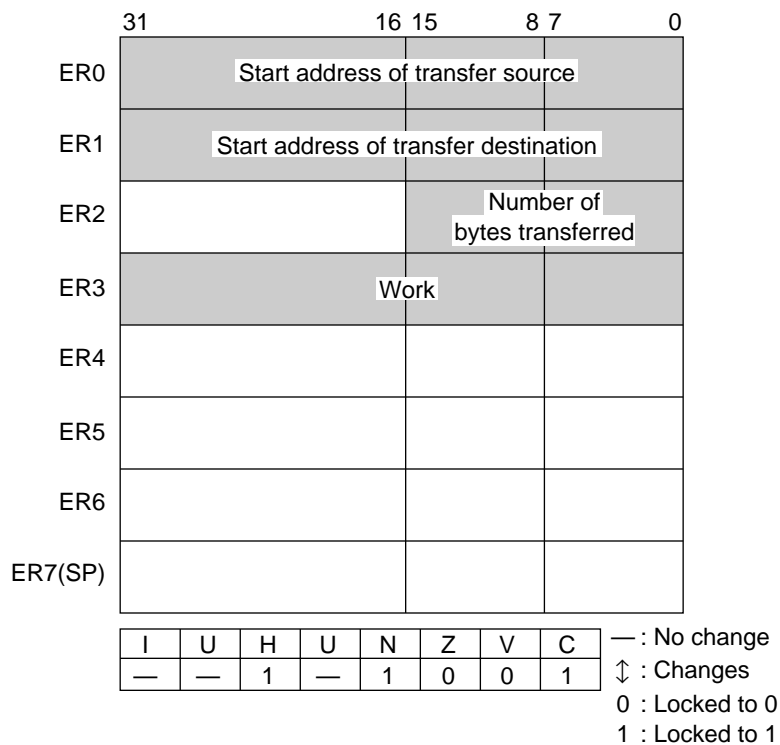 31 16 15 8 7 0
ER0 Start address of transfer source
ER1 Start address of transfer destination
ER2 Number of
bytes transferred
ER3 Work
ER4
ER5
ER6
ER7(SP)
I U H U N Z V C
— — 1 — 1 0 0 1
— : No change
↕ : Changes
0 : Locked to 0
1 : Locked to 1